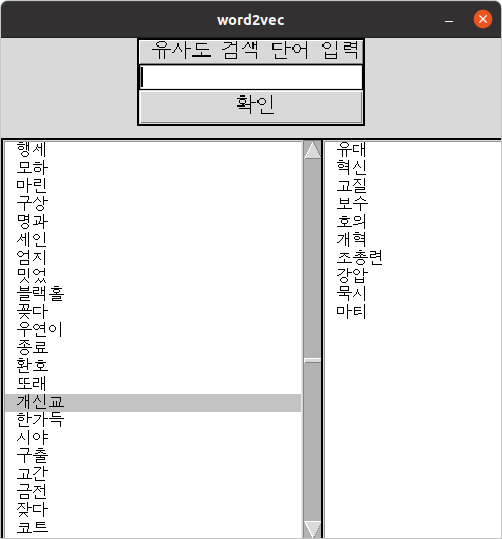 word2vec
유사도 검색 단어 입력
확인
행세
모하
마린
구상
명과
세인
엄지
밋었
블랙홀
꽂다
우연이
종료
환호
또래
개신교
한가득
시야
구출
교간
금전
잦다
코트
유대
혁신
교질
보수
호의
개혁
조총련
강압
묵시
마티